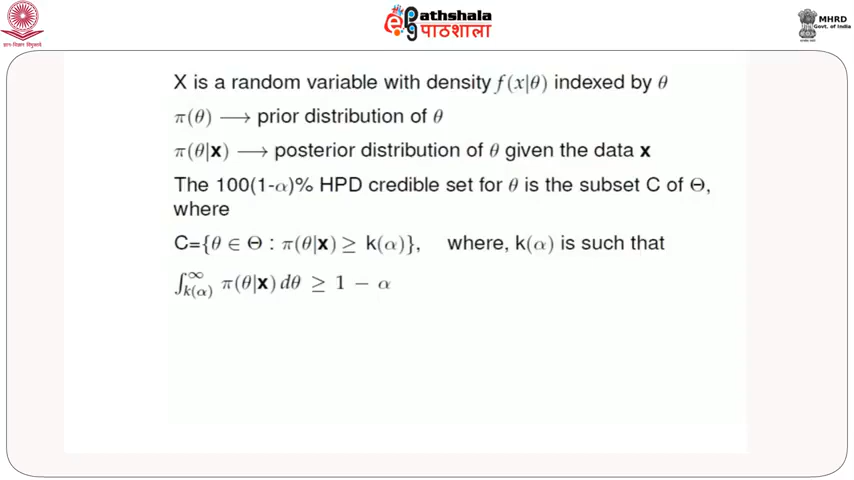 ज्ञान-विज्ञान विमुक्तये
ePathshala
पाठशाला
MHRD
Govt. of India
X is a random variable with density f(x|θ) indexed by θ
π(θ) ⟶ prior distribution of θ
π(θ|x) ⟶ posterior distribution of θ given the data x
The 100(1-α)% HPD credible set for θ is the subset C of Θ,
where
C={θ ∈ Θ : π(θ|x) ≥ k(α)}, where, k(α) is such that
∫_{k(α)}^{∞} π(θ|x) dθ ≥ 1 − α